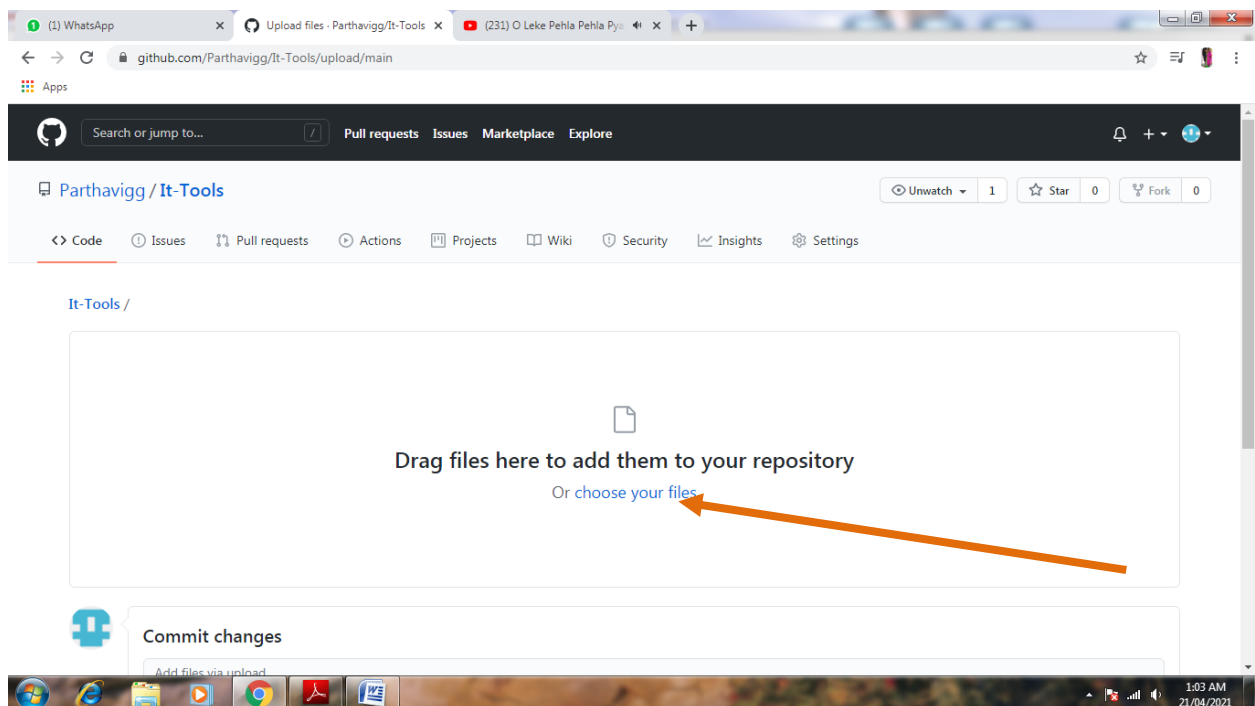 (1) WhatsApp
Upload files · Parthavigg/It-Tools
(231) O Leke Pehla Pehla Pya
github.com/Parthavigg/It-Tools/upload/main
Apps
Search or jump to... /
Pull requests Issues Marketplace Explore
Parthavigg / It-Tools
Unwatch 1 Star 0 Fork 0
<> Code Issues Pull requests Actions Projects Wiki Security Insights Settings
It-Tools /
Drag files here to add them to your repository
Or choose your files
Commit changes
Add files via upload
1:03 AM
21/04/2021